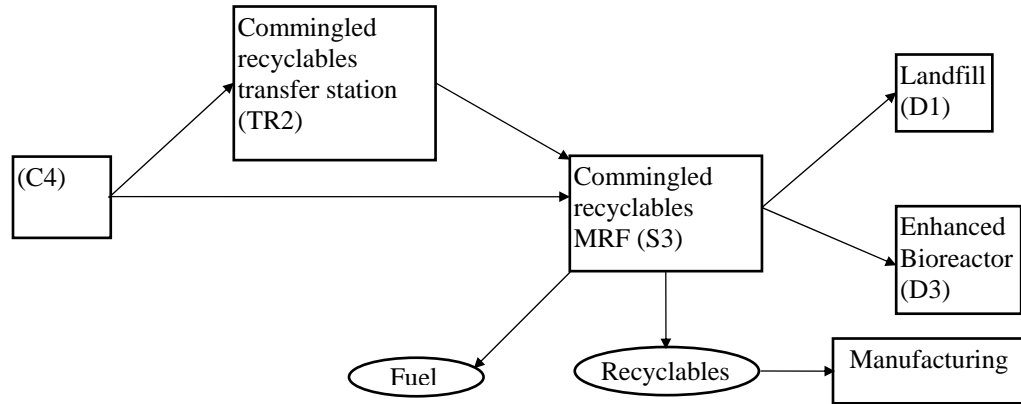 Commingled
recyclables
transfer station
(TR2)
Landfill
(D1)
(C4)
Commingled
recyclables
MRF (S3)
Enhanced
Bioreactor
(D3)
Fuel
Recyclables
Manufacturing